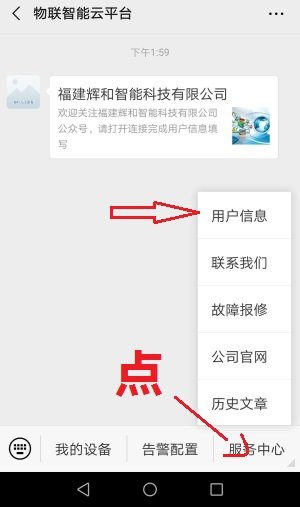 物联智能云平台
下午1:59
福建辉和智能科技有限公司
欢迎关注福建辉和智能科技有限公司
公众号，请打开连接完成用户信息填
写
用户信息
联系我们
故障报修
公司官网
历史文章
点
我的设备
告警配置
服务中心